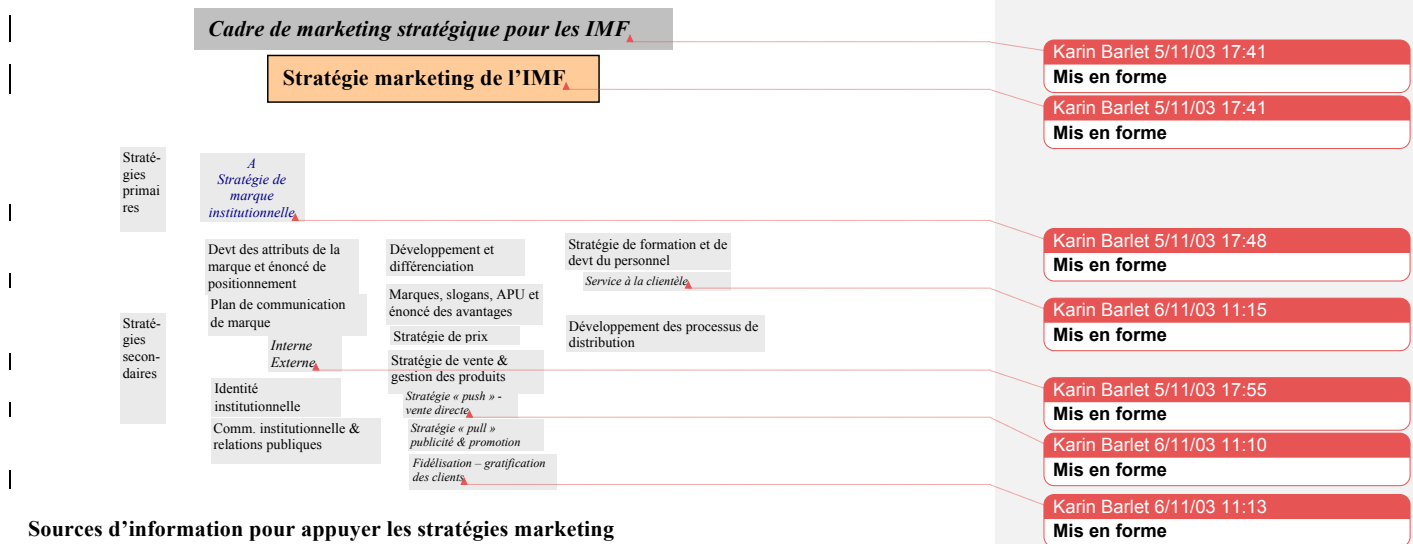 Cadre de marketing stratégique pour les IMF
Stratégie marketing de l'IMF
Straté-
gies
primai
res
A
Stratégie de
marque
institutionnelle
Straté-
gies
secon-
daires
Devt des attributs de la
marque et énoncé de
positionnement
Plan de communication
de marque
Interne
Externe
Identité
institutionnelle
Comm. institutionnelle &
relations publiques
Développement et
différenciation
Marques, slogans, APU et
énoncé des avantages
Stratégie de prix
Stratégie de vente &
gestion des produits
Stratégie « push » -
vente directe
Stratégie « pull »
publicité & promotion
Fidélisation – gratification
des clients
Stratégie de formation et de
devt du personnel
Service à la clientèle
Développement des processus de
distribution
Sources d'information pour appuyer les stratégies marketing
Karin Barlet 5/11/03 17:41
Mis en forme
Karin Barlet 5/11/03 17:41
Mis en forme
Karin Barlet 5/11/03 17:48
Mis en forme
Karin Barlet 6/11/03 11:15
Mis en forme
Karin Barlet 5/11/03 17:55
Mis en forme
Karin Barlet 6/11/03 11:10
Mis en forme
Karin Barlet 6/11/03 11:13
Mis en forme